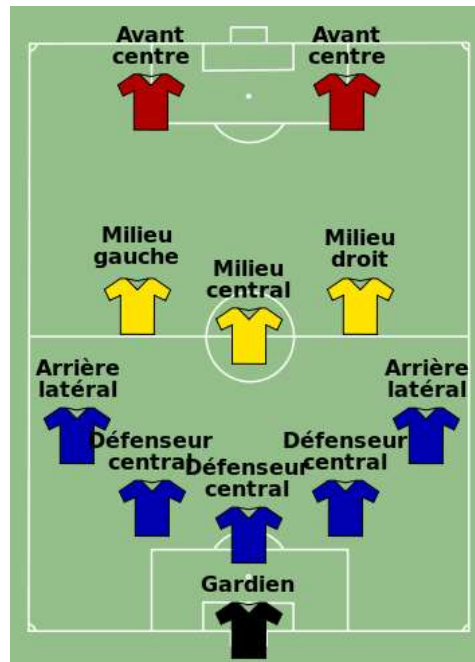 Avant
centre
Avant
centre
Milieu
gauche
Milieu
central
Milieu
droit
Arrière
latéral
Arrière
latéral
Défenseur
central
Défenseur
central
Défenseur
central
Gardien